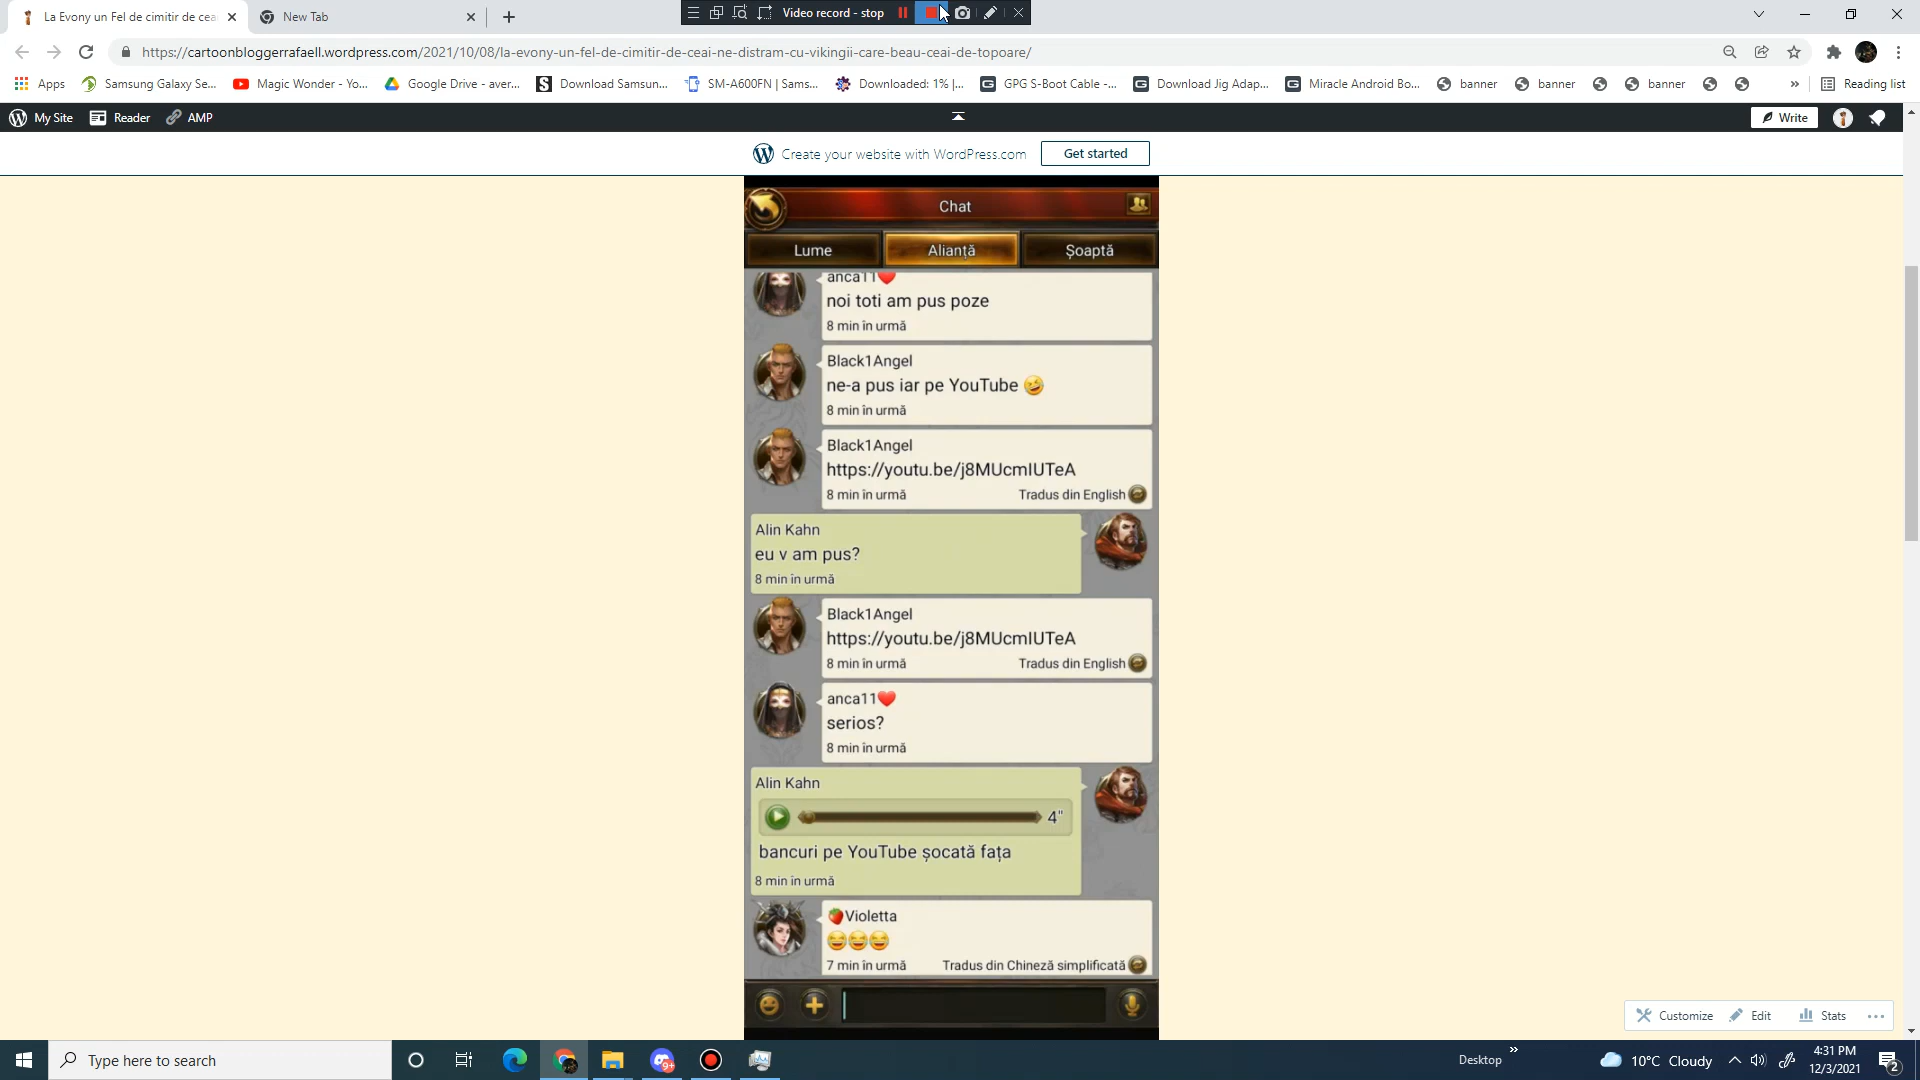 La Evony un Fel de cimitir de cea
New Tab
Video record - stop
https://cartoonbloggerrafaell.wordpress.com/2021/10/08/la-evony-un-fel-de-cimitir-de-ceai-ne-distram-cu-vikingii-care-beau-ceai-de-topoare/
Apps
Samsung Galaxy Se...
Magic Wonder - Yo...
Google Drive - aver...
Download Samsun...
SM-A600FN | Sams...
Downloaded: 1% |...
GPG S-Boot Cable -...
Download Jig Adap...
Miracle Android Bo...
banner
banner
banner
»
Reading list
My Site
Reader
AMP
Write
Create your website with WordPress.com
Get started
Chat
Lume
Alianță
Șoaptă
anca11❤️
noi toti am pus poze
8 min în urmă
Black1Angel
ne-a pus iar pe YouTube 🤣
8 min în urmă
Black1Angel
https://youtu.be/j8MUcmIUTeA
8 min în urmă
Tradus din English
Alin Kahn
eu v am pus?
8 min în urmă
Black1Angel
https://youtu.be/j8MUcmIUTeA
8 min în urmă
Tradus din English
anca11❤️
serios?
8 min în urmă
Alin Kahn
4"
bancuri pe YouTube șocată fața
8 min în urmă
🍓Violetta
😂😂😂
7 min în urmă
Tradus din Chineză simplificată
Customize
Edit
Stats
Type here to search
9+
Desktop
»
10°C Cloudy
4:31 PM
12/3/2021
2